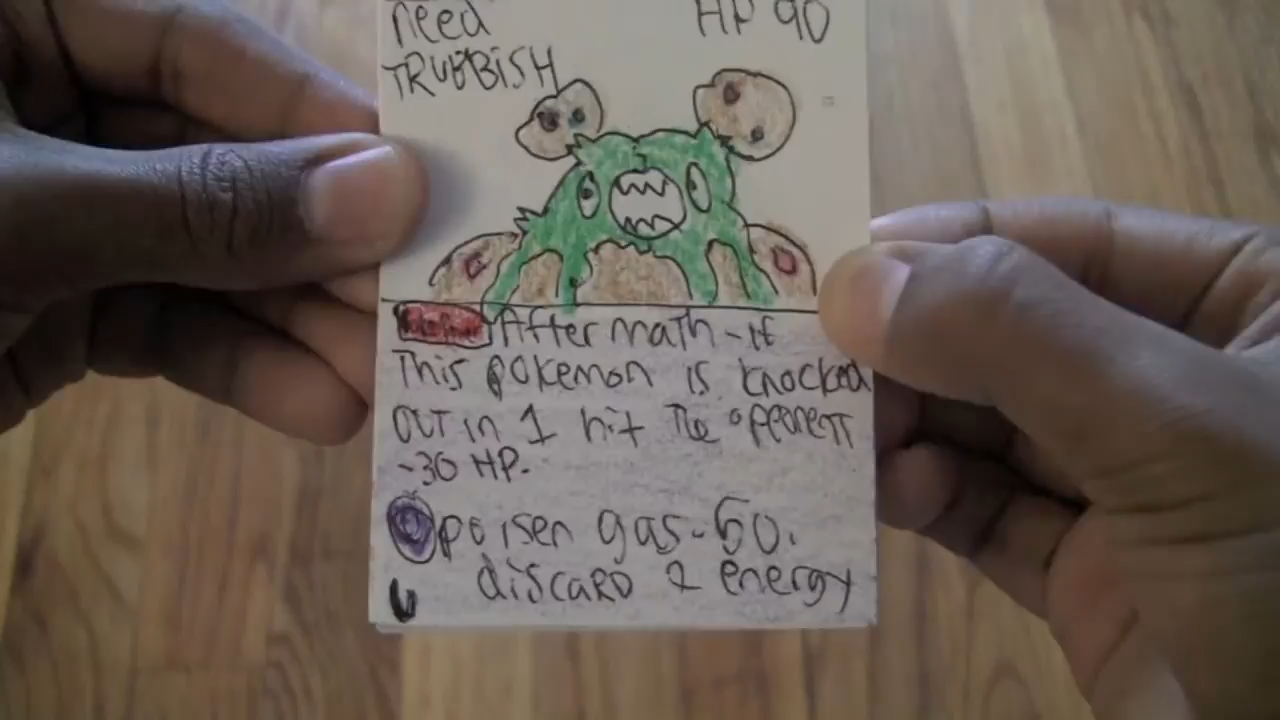 Need HP 90
TRUBBISH
Aftermath - if
This pokemon is knocked
OUT in 1 hit The opponent
-30 HP.
poisen gas - 60.
discard 2 energy